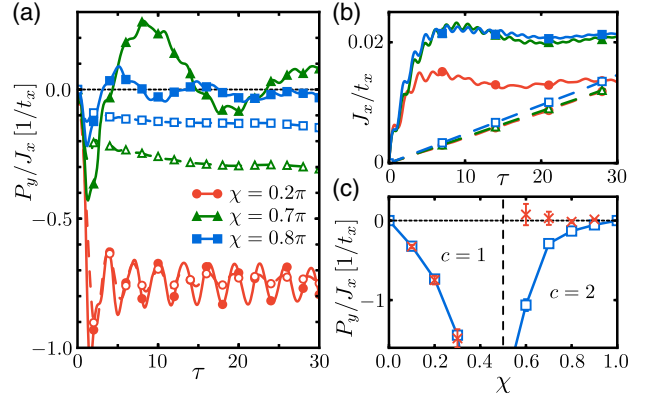 (a)
P_y/J_x [1/t_x]
0.0
−0.5
−1.0
0 10 20 30
τ
χ = 0.2π
χ = 0.7π
χ = 0.8π
(b)
J_x/t_x
0.02
0
0 10 τ 20 30
(c)
P_y/J_x [1/t_x]
0
−1
c = 1
c = 2
0.0 0.2 0.4 0.6 0.8 1.0
χ